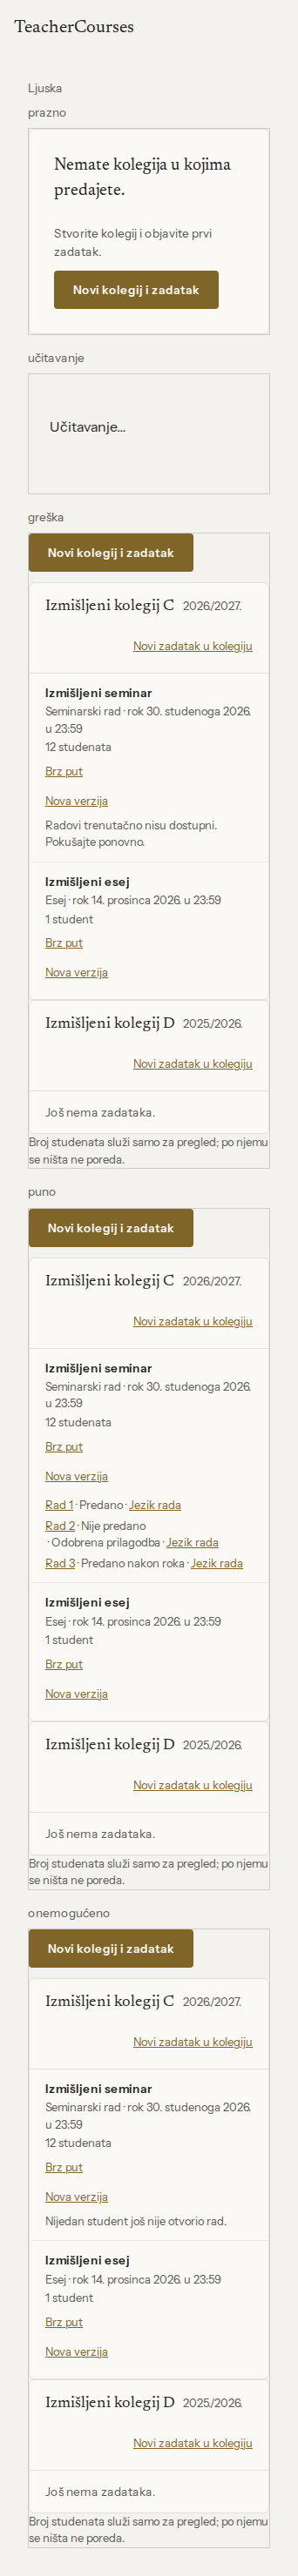 TeacherCourses
Ljuska
prazno
Nemate kolegija u kojima
predajete.
Stvorite kolegij i objavite prvi
zadatak.
Novi kolegij i zadatak
učitavanje
Učitavanje…
greška
Novi kolegij i zadatak
Izmišljeni kolegij C 2026./2027.
Novi zadatak u kolegiju
Izmišljeni seminar
Seminarski rad · rok 30. studenoga 2026.
u 23:59
12 studenata
Brz put
Nova verzija
Radovi trenutačno nisu dostupni.
Pokušajte ponovno.
Izmišljeni esej
Esej · rok 14. prosinca 2026. u 23:59
1 student
Brz put
Nova verzija
Izmišljeni kolegij D 2025./2026.
Novi zadatak u kolegiju
Još nema zadataka.
Broj studenata služi samo za pregled; po njemu
se ništa ne poreda.
puno
Novi kolegij i zadatak
Izmišljeni kolegij C 2026./2027.
Novi zadatak u kolegiju
Izmišljeni seminar
Seminarski rad · rok 30. studenoga 2026.
u 23:59
12 studenata
Brz put
Nova verzija
Rad 1 · Predano · Jezik rada
Rad 2 · Nije predano
· Odobrena prilagodba · Jezik rada
Rad 3 · Predano nakon roka · Jezik rada
Izmišljeni esej
Esej · rok 14. prosinca 2026. u 23:59
1 student
Brz put
Nova verzija
Izmišljeni kolegij D 2025./2026.
Novi zadatak u kolegiju
Još nema zadataka.
Broj studenata služi samo za pregled; po njemu
se ništa ne poreda.
onemogućeno
Novi kolegij i zadatak
Izmišljeni kolegij C 2026./2027.
Novi zadatak u kolegiju
Izmišljeni seminar
Seminarski rad · rok 30. studenoga 2026.
u 23:59
12 studenata
Brz put
Nova verzija
Nijedan student još nije otvorio rad.
Izmišljeni esej
Esej · rok 14. prosinca 2026. u 23:59
1 student
Brz put
Nova verzija
Izmišljeni kolegij D 2025./2026.
Novi zadatak u kolegiju
Još nema zadataka.
Broj studenata služi samo za pregled; po njemu
se ništa ne poreda.